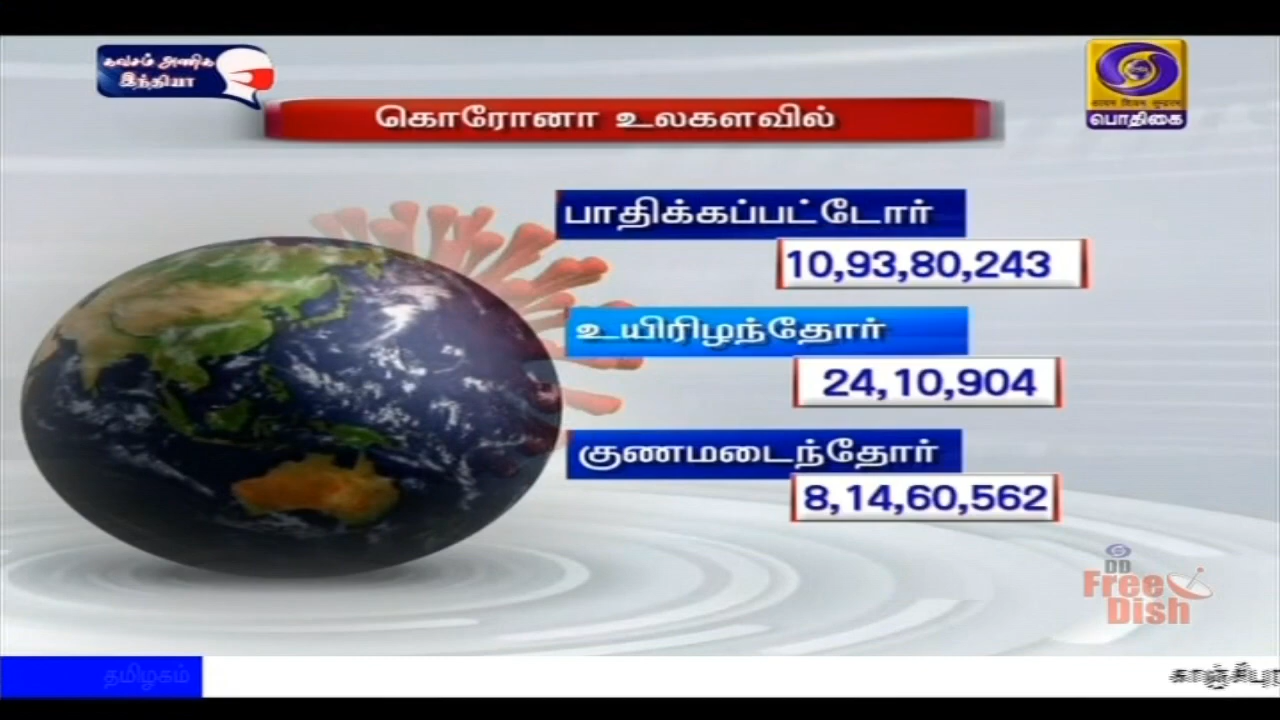 கவசம் அணிக
இந்தியா
கொரோனா உலகளவில்
பொதிகை
பாதிக்கப்பட்டோர்
10,93,80,243
உயிரிழந்தோர்
24,10,904
குணமடைந்தோர்
8,14,60,562
DD
Free
Dish
தமிழகம்